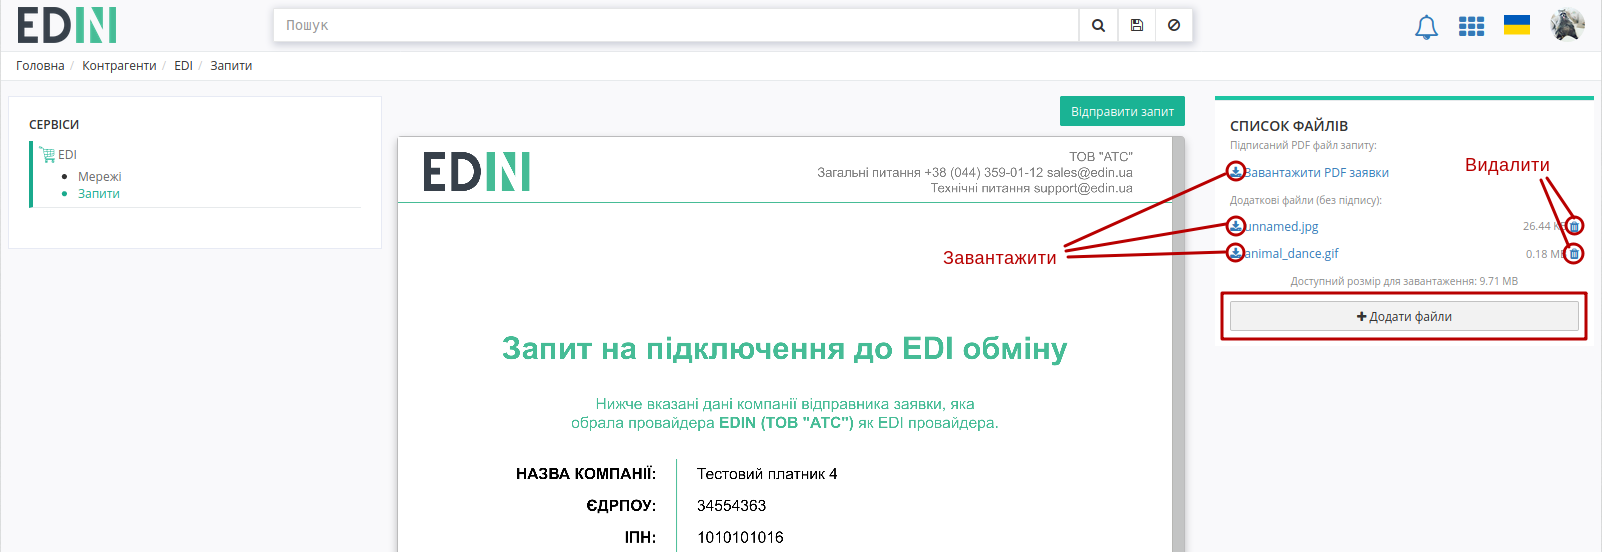 EDIN
Пошук
Головна / Контрагенти / EDI / Запити
СЕРВІСИ
EDI
Мережі
Запити
Відправити запит
EDIN
ТОВ "АТС"
Загальні питання +38 (044) 359-01-12 sales@edin.ua
Технічні питання support@edin.ua
Завантажити
Запит на підключення до EDI обміну
Нижче вказані дані компанії відправника заявки, яка
обрала провайдера EDIN (ТОВ "АТС") як EDI провайдера.
НАЗВА КОМПАНІЇ: Тестовий платник 4
ЄДРПОУ: 34554363
ІПН: 1010101016
СПИСОК ФАЙЛІВ
Підписаний PDF файл запиту:
Видалити
Завантажити PDF заявки
Додаткові файли (без підпису):
unnamed.jpg 26.44 KB
animal_dance.gif 0.18 MB
Доступний розмір для завантаження: 9.71 MB
+ Додати файли